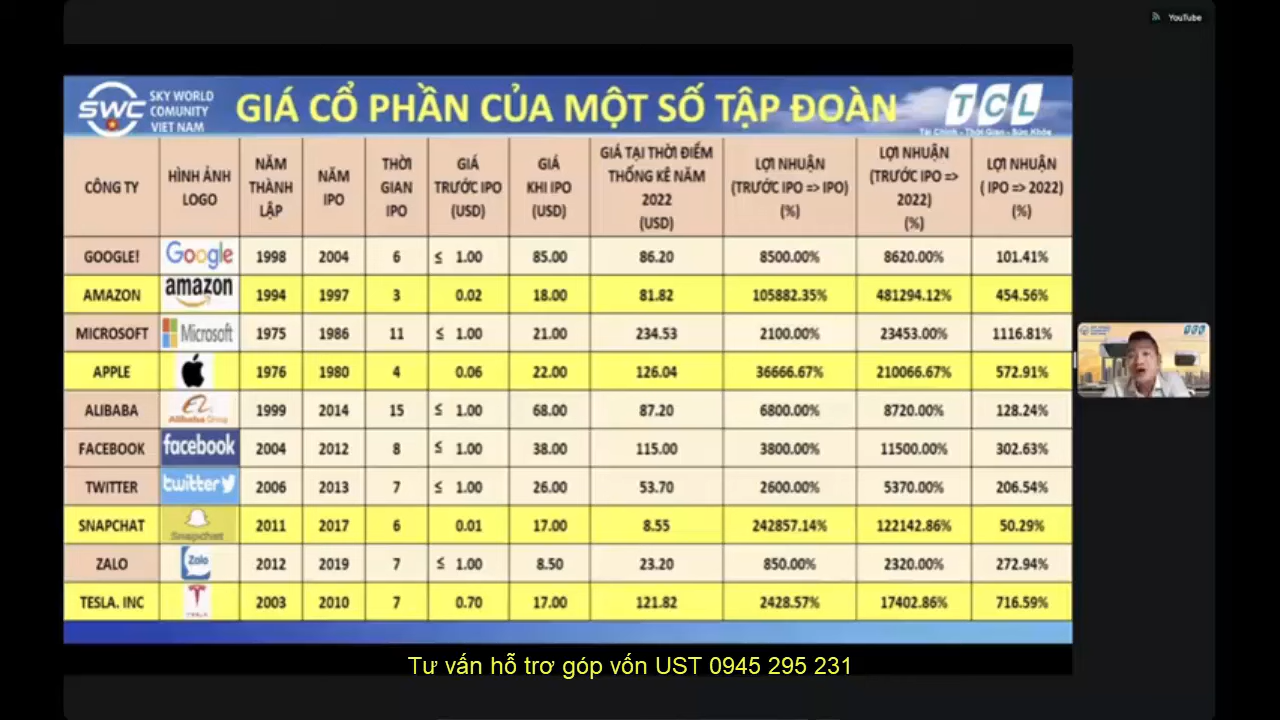 YouTube
SWC SKY WORLD COMUNITY VIET NAM
GIÁ CỔ PHẦN CỦA MỘT SỐ TẬP ĐOÀN
TCL
Tài Chính - Thời Gian - Sức Khỏe
CÔNG TY HÌNH ẢNH LOGO NĂM THÀNH LẬP NĂM IPO THỜI GIAN IPO GIÁ TRƯỚC IPO (USD) GIÁ KHI IPO (USD) GIÁ TẠI THỜI ĐIỂM THỐNG KÊ NĂM 2022 (USD) LỢI NHUẬN (TRƯỚC IPO => IPO) (%) LỢI NHUẬN (TRƯỚC IPO => 2022) (%) LỢI NHUẬN ( IPO => 2022) (%)
GOOGLE! Google 1998 2004 6 ≤ 1.00 85.00 86.20 8500.00% 8620.00% 101.41%
AMAZON amazon 1994 1997 3 0.02 18.00 81.82 105882.35% 481294.12% 454.56%
MICROSOFT Microsoft 1975 1986 11 ≤ 1.00 21.00 234.53 2100.00% 23453.00% 1116.81%
APPLE 1976 1980 4 0.06 22.00 126.04 36666.67% 210066.67% 572.91%
ALIBABA Alibaba Group 1999 2014 15 ≤ 1.00 68.00 87.20 6800.00% 8720.00% 128.24%
FACEBOOK facebook 2004 2012 8 ≤ 1.00 38.00 115.00 3800.00% 11500.00% 302.63%
TWITTER twitter 2006 2013 7 ≤ 1.00 26.00 53.70 2600.00% 5370.00% 206.54%
SNAPCHAT Snapchat 2011 2017 6 0.01 17.00 8.55 242857.14% 122142.86% 50.29%
ZALO Zalo 2012 2019 7 ≤ 1.00 8.50 23.20 850.00% 2320.00% 272.94%
TESLA. INC TESLA 2003 2010 7 0.70 17.00 121.82 2428.57% 17402.86% 716.59%
Tư vấn hỗ trơ góp vốn UST 0945 295 231